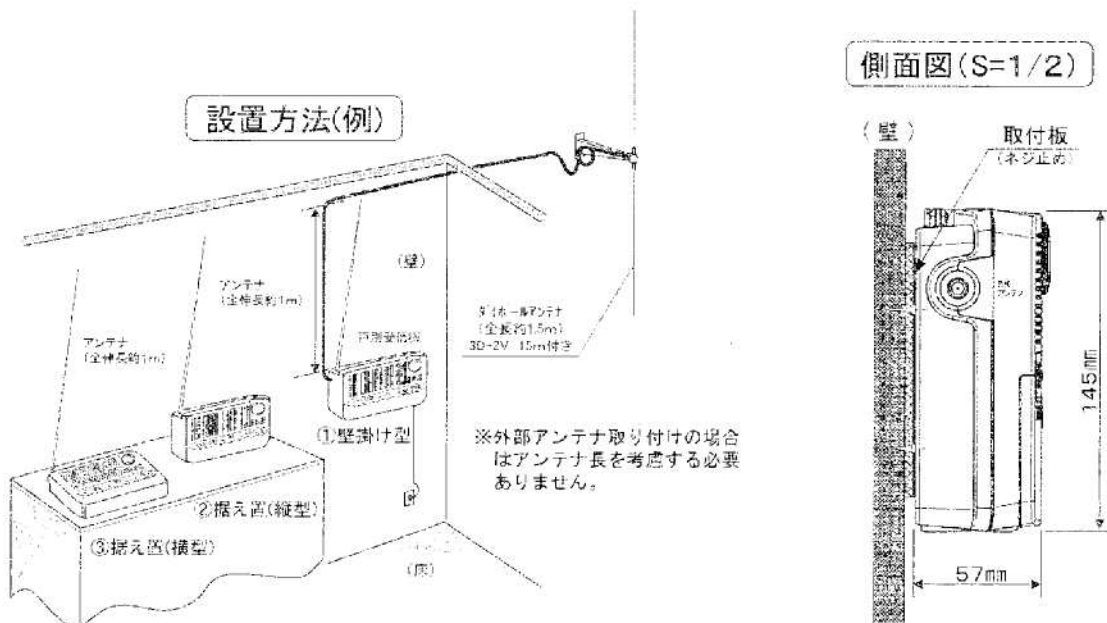 設置方法(例)
(壁)
アンテナ
(全伸長約1m)
アンテナ
(全伸長約1m)
戸別受信機
ダイポールアンテナ
(全長約1.5m)
3D-2V 15m付き
①壁掛け型
②据え置(縦型)
③据え置(横型)
(床)
※外部アンテナ取り付けの場合
はアンテナ長を考慮する必要
ありません。
側面図(S=1/2)
(壁)
取付板
(ネジ止め)
アンテナ
145mm
57mm